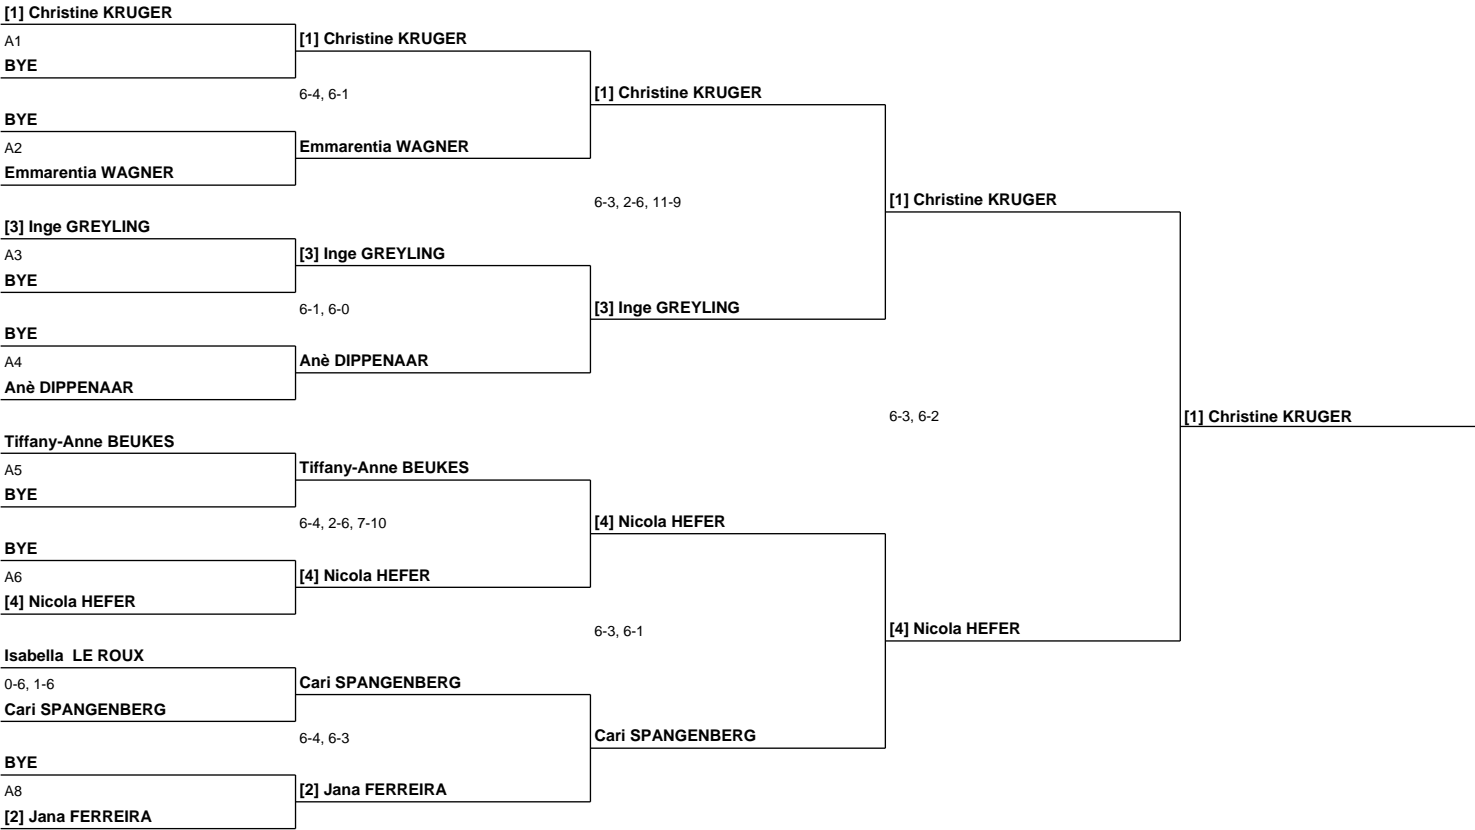 [1] Christine KRUGER
A1
BYE
BYE
A2
Emmarentia WAGNER
[3] Inge GREYLING
A3
BYE
BYE
A4
Anè DIPPENAAR
Tiffany-Anne BEUKES
A5
BYE
BYE
A6
[4] Nicola HEFER
Isabella  LE ROUX
0-6, 1-6
Cari SPANGENBERG
BYE
A8
[2] Jana FERREIRA
[1] Christine KRUGER
6-4, 6-1
Emmarentia WAGNER
[3] Inge GREYLING
6-1, 6-0
Anè DIPPENAAR
Tiffany-Anne BEUKES
6-4, 2-6, 7-10
[4] Nicola HEFER
Cari SPANGENBERG
6-4, 6-3
[2] Jana FERREIRA
[1] Christine KRUGER
6-3, 2-6, 11-9
[3] Inge GREYLING
[4] Nicola HEFER
6-3, 6-1
Cari SPANGENBERG
[1] Christine KRUGER
6-3, 6-2
[4] Nicola HEFER
[1] Christine KRUGER